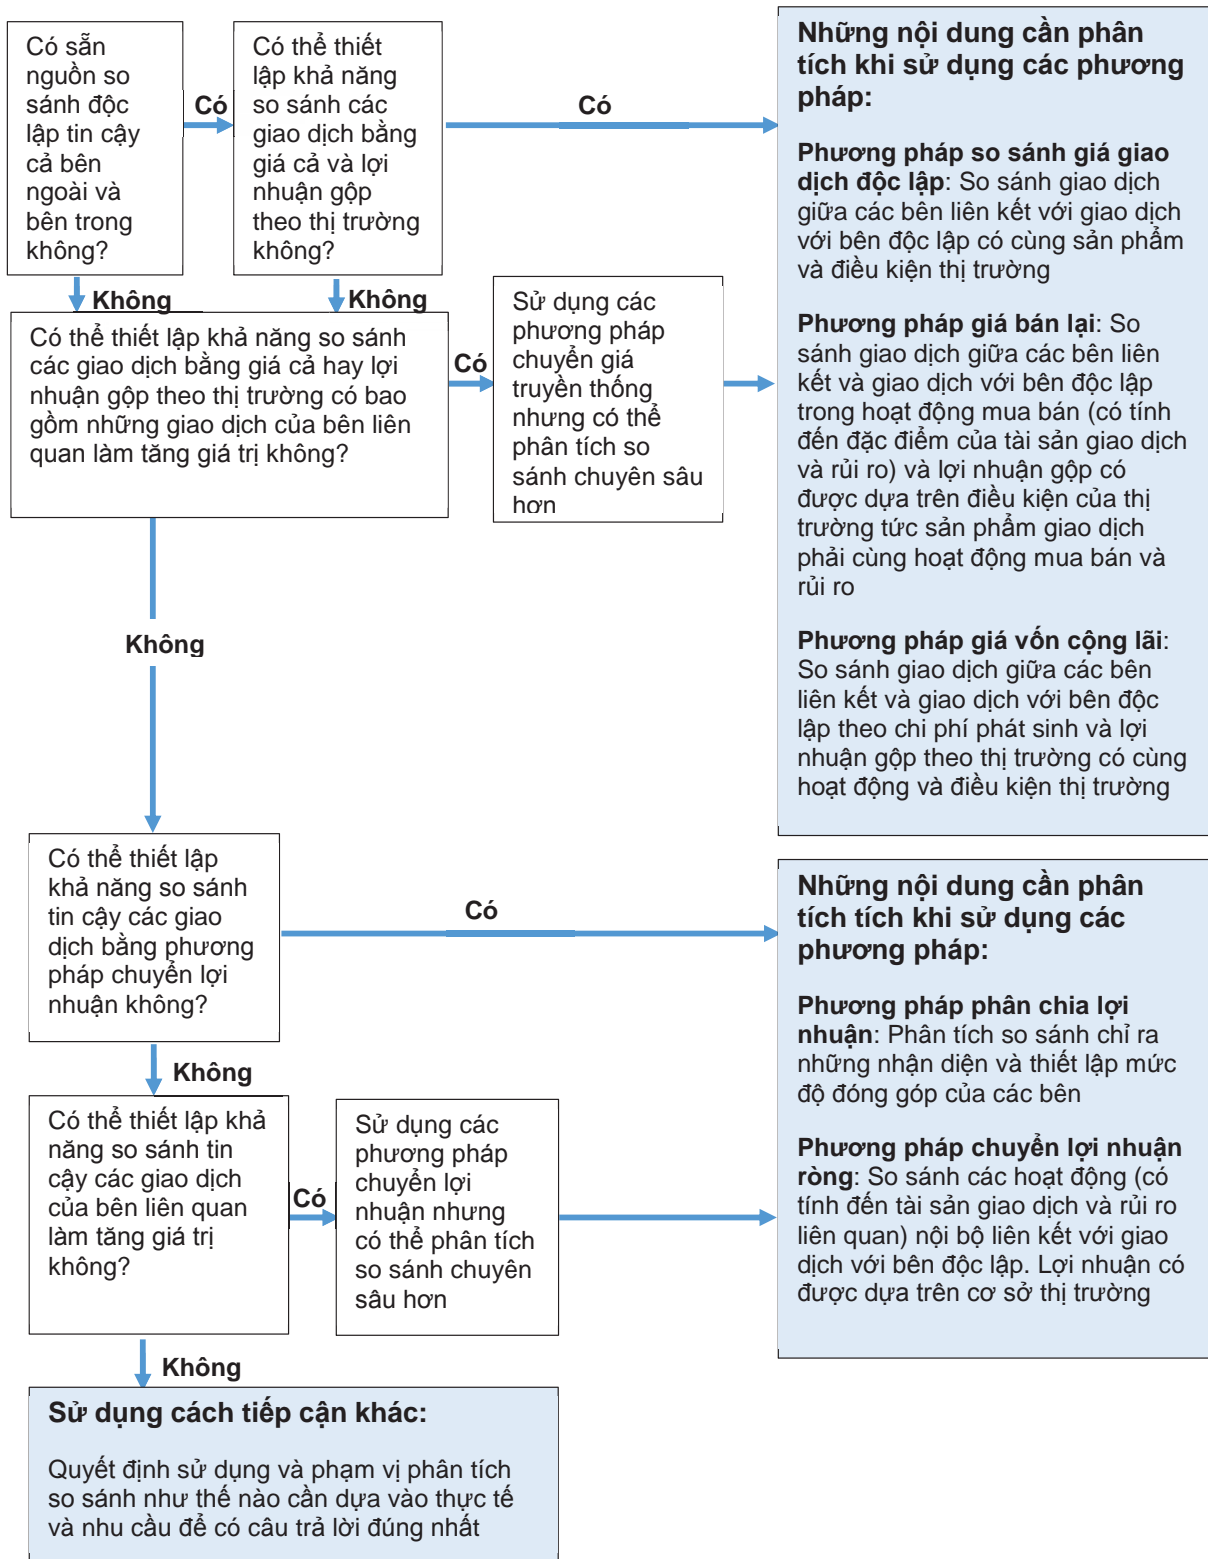 Có sẵn
nguồn so
sánh độc
lập tin cậy
cả bên
ngoài và
bên trong
không?
Có
Có thể thiết
lập khả năng
so sánh các
giao dịch bằng
giá cả và lợi
nhuận gộp
theo thị trường
không?
Có
Những nội dung cần phân
tích khi sử dụng các phương
pháp:
Phương pháp so sánh giá giao
dịch độc lập: So sánh giao dịch
giữa các bên liên kết với giao dịch
với bên độc lập có cùng sản phẩm
và điều kiện thị trường
Phương pháp giá bán lại: So
sánh giao dịch giữa các bên liên
kết và giao dịch với bên độc lập
trong hoạt động mua bán (có tính
đến đặc điểm của tài sản giao dịch
và rủi ro) và lợi nhuận gộp có
được dựa trên điều kiện của thị
trường tức sản phẩm giao dịch
phải cùng hoạt động mua bán và
rủi ro
Phương pháp giá vốn cộng lãi:
So sánh giao dịch giữa các bên
liên kết và giao dịch với bên độc
lập theo chi phí phát sinh và lợi
nhuận gộp theo thị trường có cùng
hoạt động và điều kiện thị trường
Không
Không
Có thể thiết lập khả năng so sánh
các giao dịch bằng giá cả hay lợi
nhuận gộp theo thị trường có bao
gồm những giao dịch của bên liên
quan làm tăng giá trị không?
Có
Sử dụng các
phương pháp
chuyển giá
truyền thống
nhưng có thể
phân tích so
sánh chuyên sâu
hơn
Không
Có thể thiết lập
khả năng so sánh
tin cậy các giao
dịch bằng phương
pháp chuyển lợi
nhuận không?
Có
Những nội dung cần phân
tích tích khi sử dụng các
phương pháp:
Phương pháp phân chia lợi
nhuận: Phân tích so sánh chỉ ra
những nhận diện và thiết lập mức
độ đóng góp của các bên
Phương pháp chuyển lợi nhuận
ròng: So sánh các hoạt động (có
tính đến tài sản giao dịch và rủi ro
liên quan) nội bộ liên kết với giao
dịch với bên độc lập. Lợi nhuận có
được dựa trên cơ sở thị trường
Không
Có thể thiết lập khả
năng so sánh tin
cậy các giao dịch
của bên liên quan
làm tăng giá trị
không?
Có
Sử dụng các
phương pháp
chuyển lợi
nhuận nhưng
có thể phân tích
so sánh chuyên
sâu hơn
Không
Sử dụng cách tiếp cận khác:
Quyết định sử dụng và phạm vị phân tích
so sánh như thế nào cần dựa vào thực tế
và nhu cầu để có câu trả lời đúng nhất